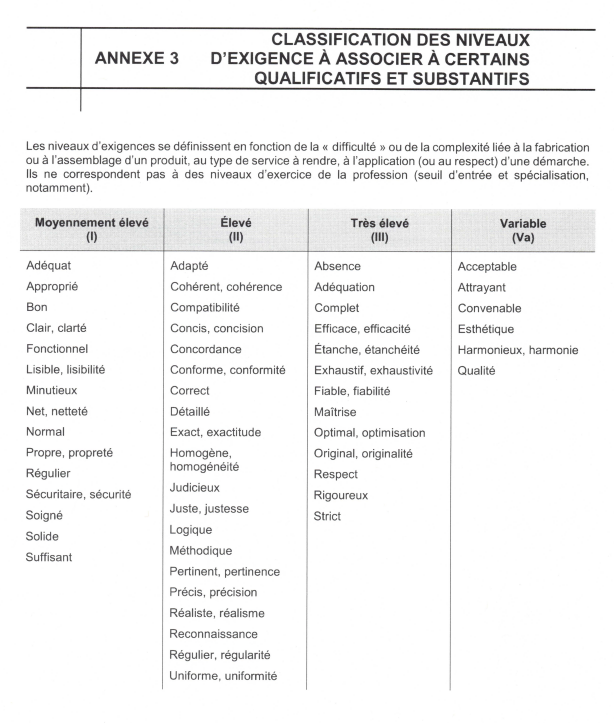 ANNEXE 3
CLASSIFICATION DES NIVEAUX
D'EXIGENCE À ASSOCIER À CERTAINS
QUALIFICATIFS ET SUBSTANTIFS
Les niveaux d'exigences se définissent en fonction de la « difficulté » ou de la complexité liée à la fabrication
ou à l'assemblage d'un produit, au type de service à rendre, à l'application (ou au respect) d'une démarche.
Ils ne correspondent pas à des niveaux d'exercice de la profession (seuil d'entrée et spécialisation,
notamment).
Moyennement élevé
(I)
Adéquat
Approprié
Bon
Clair, clarté
Fonctionnel
Lisible, lisibilité
Minutieux
Net, netteté
Normal
Propre, propreté
Régulier
Sécuritaire, sécurité
Soigné
Solide
Suffisant
Élevé
(II)
Adapté
Cohérent, cohérence
Compatibilité
Concis, concision
Concordance
Conforme, conformité
Correct
Détaillé
Exact, exactitude
Homogène,
homogénéité
Judicieux
Juste, justesse
Logique
Méthodique
Pertinent, pertinence
Précis, précision
Réaliste, réalisme
Reconnaissance
Régulier, régularité
Uniforme, uniformité
Très élevé
(III)
Absence
Adéquation
Complet
Efficace, efficacité
Étanche, étanchéité
Exhaustif, exhaustivité
Fiable, fiabilité
Maîtrise
Optimal, optimisation
Original, originalité
Respect
Rigoureux
Strict
Variable
(Va)
Acceptable
Attrayant
Convenable
Esthétique
Harmonieux, harmonie
Qualité